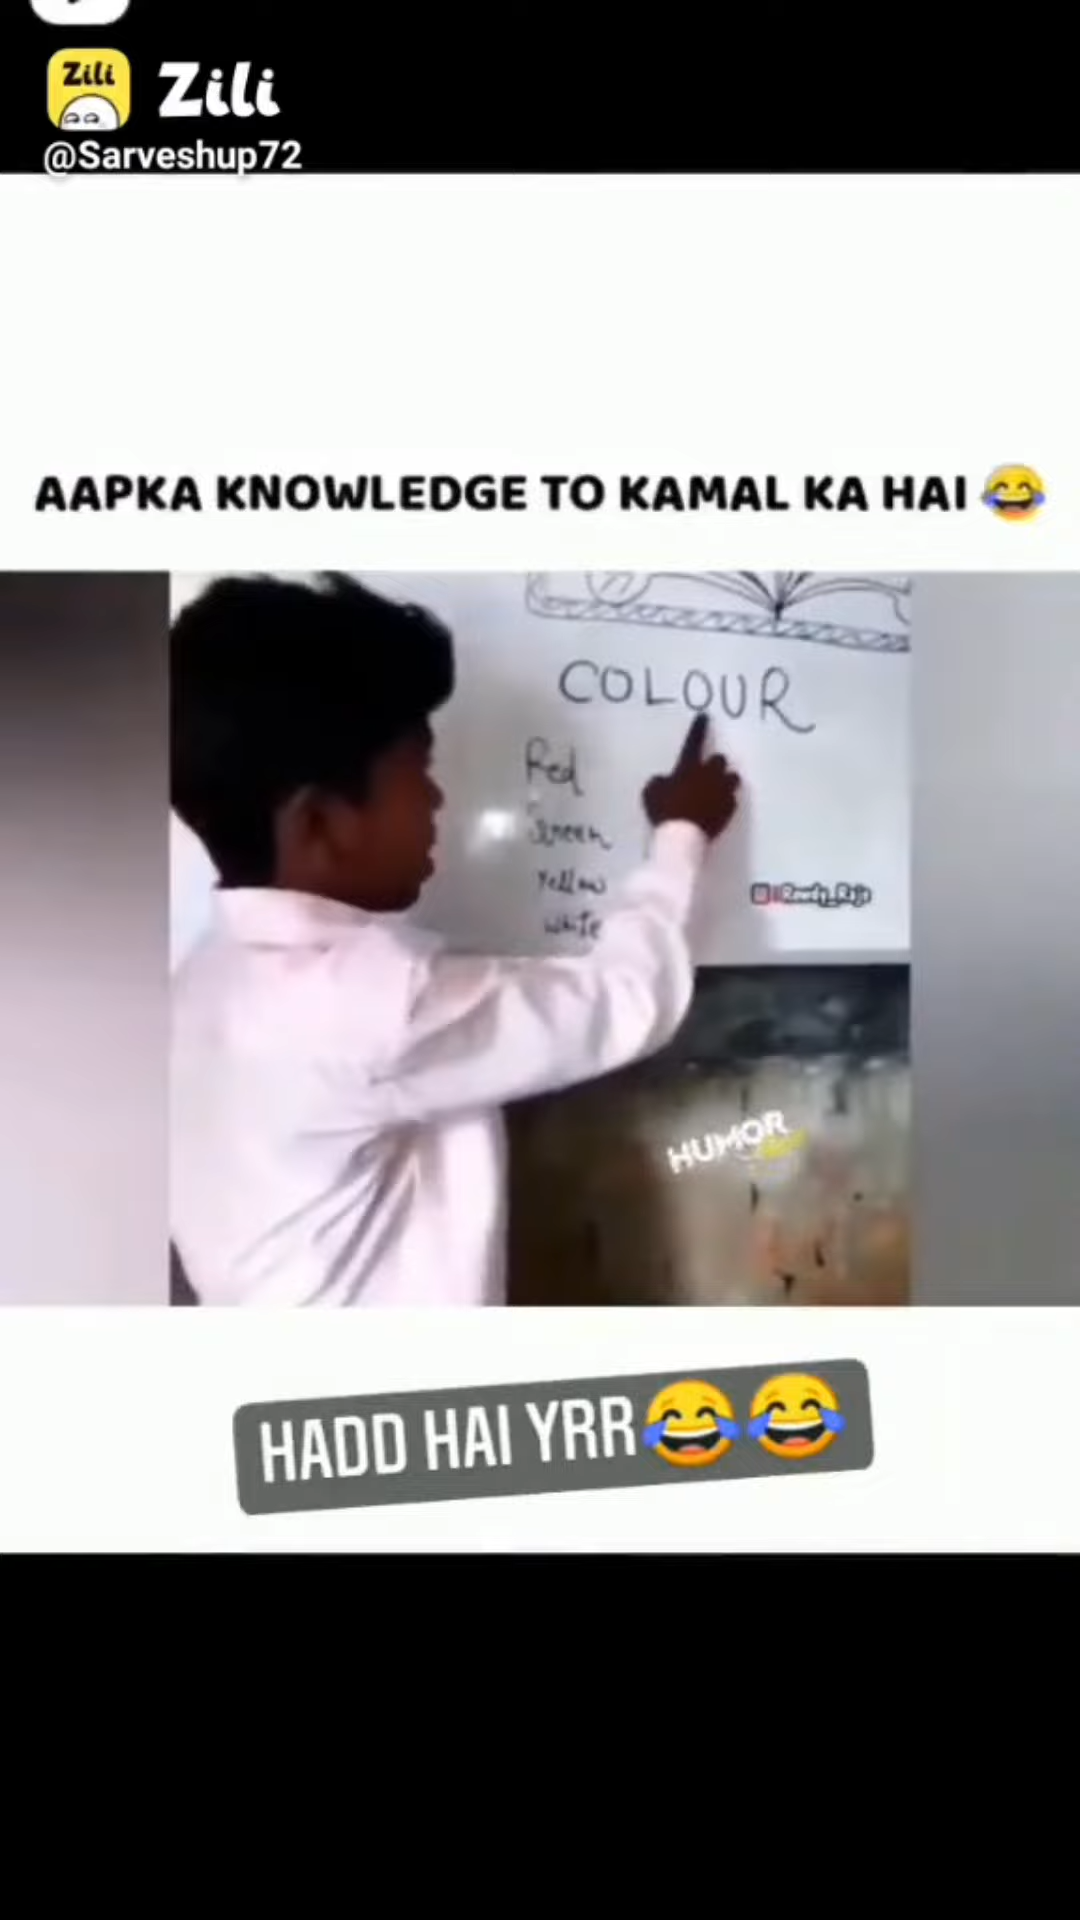 Zili
Zili
@Sarveshup72
AAPKA KNOWLEDGE TO KAMAL KA HAI 😂
COLOUR
Red
Green
Yellow
White
HUMOR
HADD HAI YRR😂😂